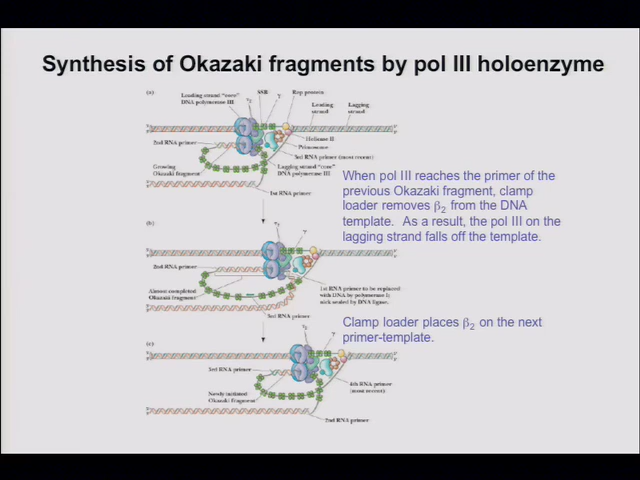 Synthesis of Okazaki fragments by pol III holoenzyme
(a)
Leading strand "core"
DNA polymerase III
SSB
γ
Rep protein
Leading
strand
Lagging
strand
2nd RNA primer
Helicase II
Primosome
3rd RNA primer (most recent)
Growing
Okazaki fragment
Lagging strand "core"
DNA polymerase III
1st RNA primer
When pol III reaches the primer of the
previous Okazaki fragment, clamp
loader removes β2 from the DNA
template. As a result, the pol III on the
lagging strand falls off the template.
(b)
γ
2nd RNA primer
Almost completed
Okazaki fragment
1st RNA primer to be replaced
with DNA by polymerase I;
nick sealed by DNA ligase.
3rd RNA primer
Clamp loader places β2 on the next
primer-template.
(c)
γ
3rd RNA primer
4th RNA primer
(most recent)
Newly initiated
Okazaki Fragment
2nd RNA primer